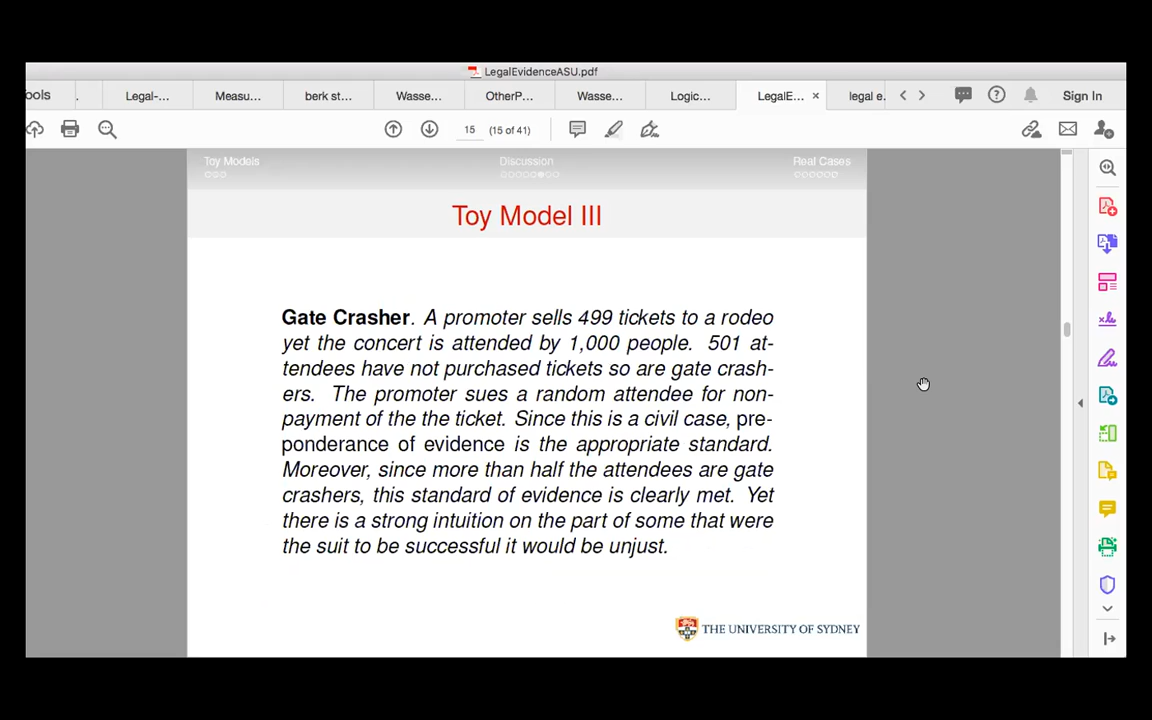 LegalEvidenceASU.pdf
ools . Legal-... Measu... berk st... Wasse... OtherP... Wasse... Logic... LegalE... × legal e. Sign In
15 (15 of 41)
Toy Models Discussion Real Cases
Toy Model III
Gate Crasher. A promoter sells 499 tickets to a rodeo
yet the concert is attended by 1,000 people. 501 at-
tendees have not purchased tickets so are gate crash-
ers. The promoter sues a random attendee for non-
payment of the the ticket. Since this is a civil case, pre-
ponderance of evidence is the appropriate standard.
Moreover, since more than half the attendees are gate
crashers, this standard of evidence is clearly met. Yet
there is a strong intuition on the part of some that were
the suit to be successful it would be unjust.
THE UNIVERSITY OF SYDNEY